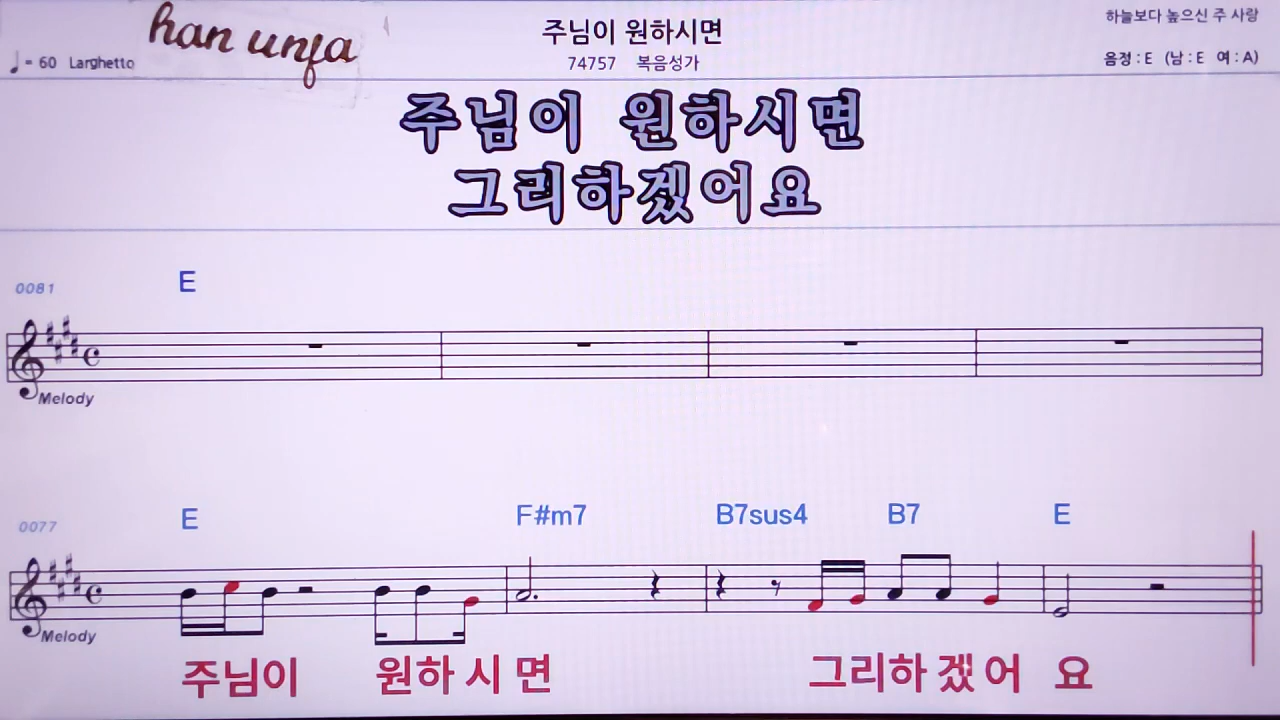 han unja
주님이 원하시면
하늘보다 높으신 주 사랑
♩= 60 Larghetto
74757 복음성가
음정 : E (남 : E 여 : A)
주님이 원하시면
그리하겠어요
0081
E
Melody
0077
E F#m7 B7sus4 B7 E
Melody
주님이 원하 시 면 그리하 겠 어 요